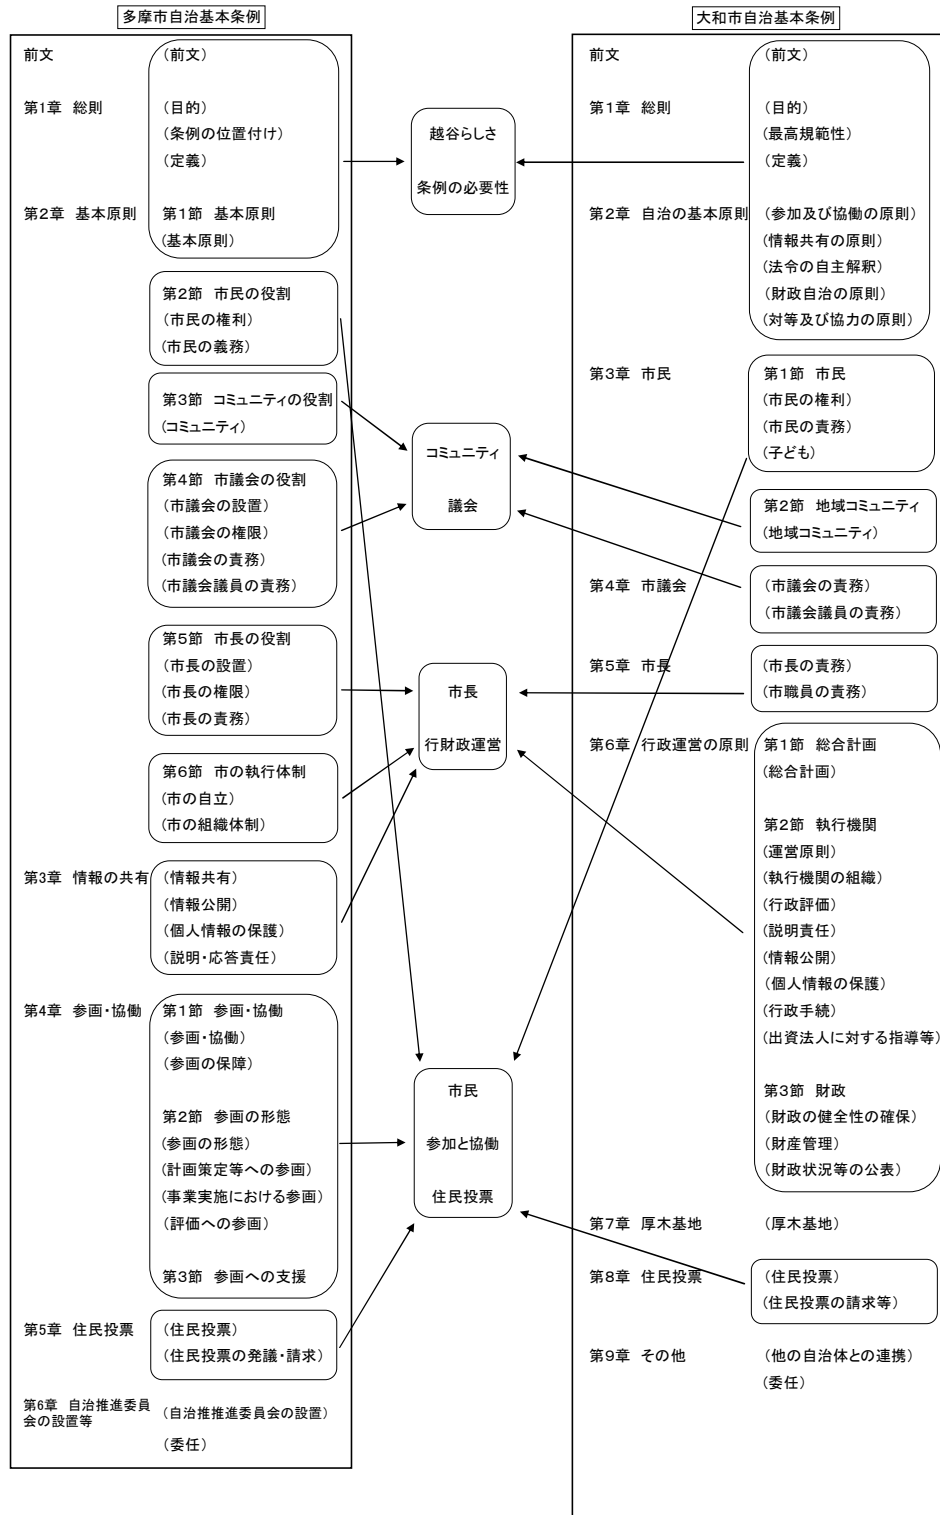 多摩市自治基本条例
前文
(前文)
第1章 総則
(目的)
(条例の位置付け)
(定義)
第2章 基本原則
第1節 基本原則
(基本原則)
第2節 市民の役割
(市民の権利)
(市民の義務)
第3節 コミュニティの役割
(コミュニティ)
第4節 市議会の役割
(市議会の設置)
(市議会の権限)
(市議会の責務)
(市議会議員の責務)
第5節 市長の役割
(市長の設置)
(市長の権限)
(市長の責務)
第6節 市の執行体制
(市の自立)
(市の組織体制)
第3章 情報の共有
(情報共有)
(情報公開)
(個人情報の保護)
(説明・応答責任)
第4章 参画・協働
第1節 参画・協働
(参画・協働)
(参画の保障)
第2節 参画の形態
(参画の形態)
(計画策定等への参画)
(事業実施における参画)
(評価への参画)
第3節 参画への支援
第5章 住民投票
(住民投票)
(住民投票の発議・請求)
第6章 自治推進委員
会の設置等
(自治推推進委員会の設置)
(委任)
越谷らしさ
条例の必要性
コミュニティ
議会
市長
行財政運営
市民
参加と協働
住民投票
大和市自治基本条例
前文
(前文)
第1章 総則
(目的)
(最高規範性)
(定義)
第2章 自治の基本原則
(参加及び協働の原則)
(情報共有の原則)
(法令の自主解釈)
(財政自治の原則)
(対等及び協力の原則)
第3章 市民
第1節 市民
(市民の権利)
(市民の責務)
(子ども)
第2節 地域コミュニティ
(地域コミュニティ)
第4章 市議会
(市議会の責務)
(市議会議員の責務)
第5章 市長
(市長の責務)
(市職員の責務)
第6章 行政運営の原則
第1節 総合計画
(総合計画)
第2節 執行機関
(運営原則)
(執行機関の組織)
(行政評価)
(説明責任)
(情報公開)
(個人情報の保護)
(行政手続)
(出資法人に対する指導等)
第3節 財政
(財政の健全性の確保)
(財産管理)
(財政状況等の公表)
第7章 厚木基地
(厚木基地)
第8章 住民投票
(住民投票)
(住民投票の請求等)
第9章 その他
(他の自治体との連携)
(委任)